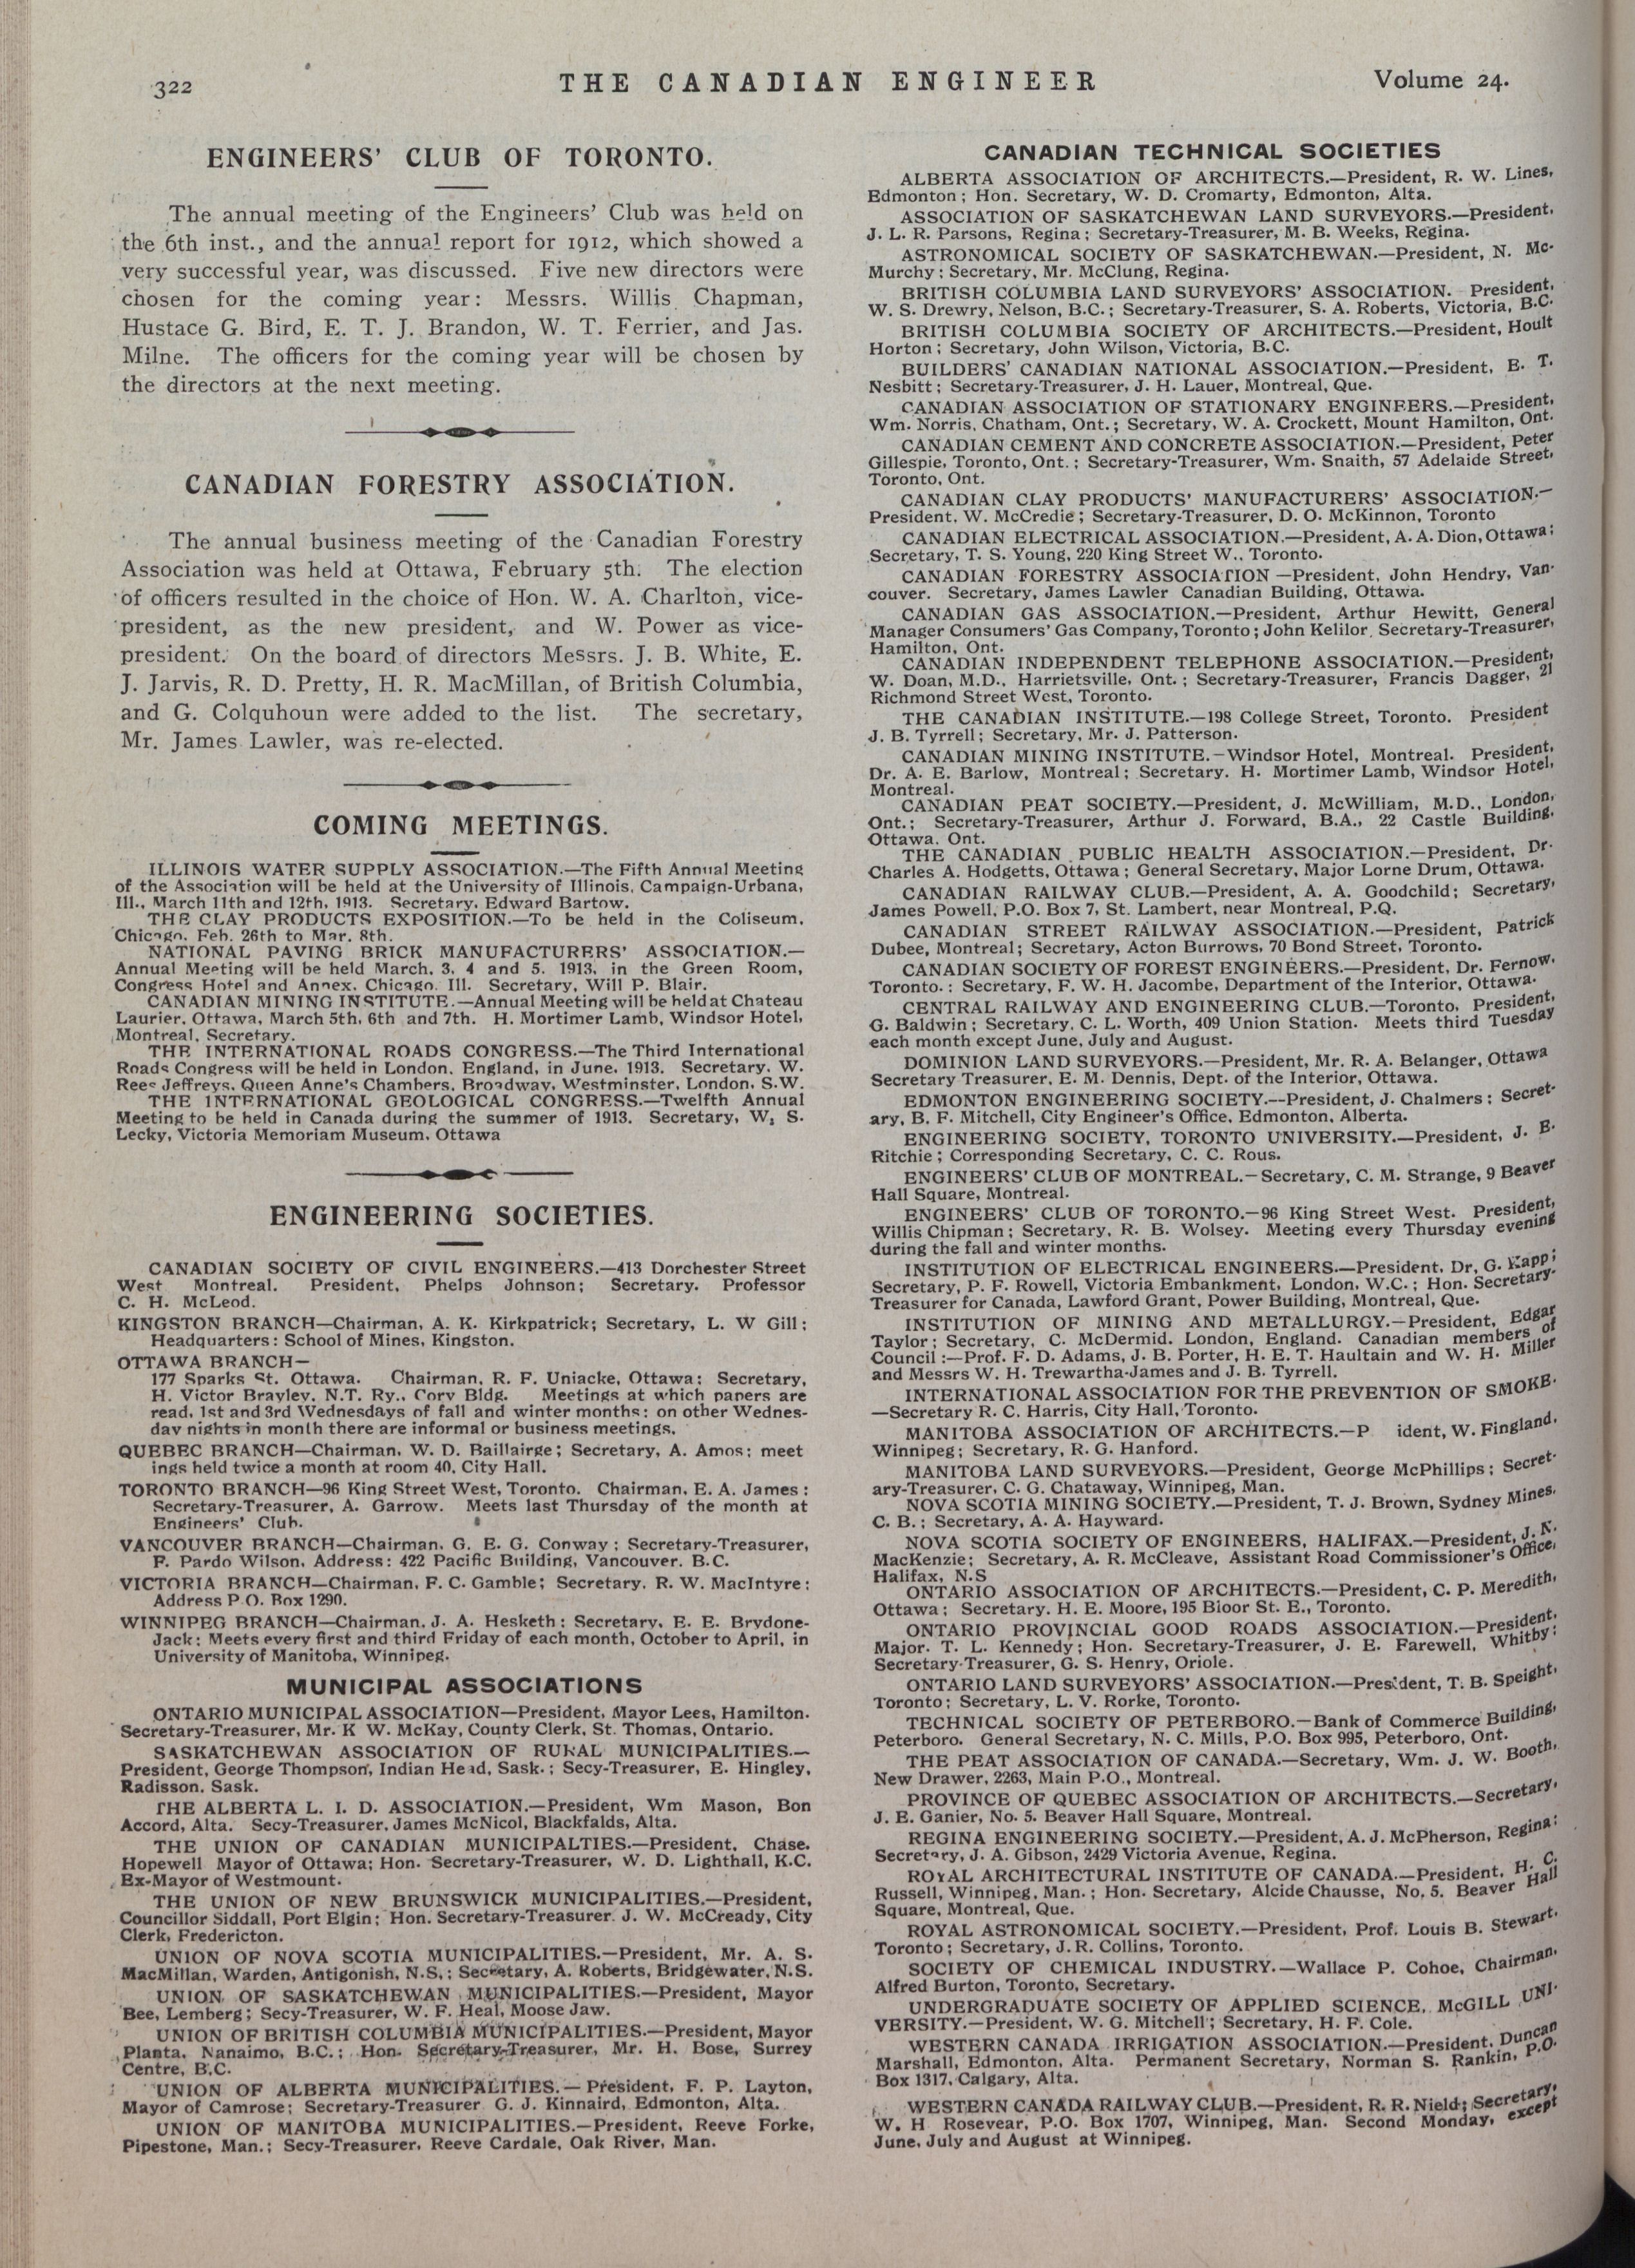 322
THE CANADIAN ENGINEER
Volume 24.
ENGINEERS' CLUB OF TORONTO.
The annual meeting of the Engineers' Club was held on
the 6th inst., and the annual report for 1912, which showed a
very successful year, was discussed. Five new directors were
chosen for the coming year: Messrs. Willis Chapman,
Hustace G. Bird, E. T. J. Brandon, W. T. Ferrier, and Jas.
Milne. The officers for the coming year will be chosen by
the directors at the next meeting.
CANADIAN FORESTRY ASSOCIATION.
The annual business meeting of the Canadian Forestry
Association was held at Ottawa, February 5th. The election
of officers resulted in the choice of Hon. W. A. Charlton, vice-
president, as the new president, and W. Power as vice-
president. On the board of directors Messrs. J. B. White, E.
J. Jarvis, R. D. Pretty, H. R. MacMillan, of British Columbia,
and G. Colquhoun were added to the list. The secretary,
Mr. James Lawler, was re-elected.
COMING MEETINGS.
ILLINOIS WATER SUPPLY ASSOCIATION.—The Fifth Annual Meeting
of the Association will be held at the University of Illinois, Campaign-Urbana,
Ill., March 11th and 12th, 1913. Secretary, Edward Bartow.
THE CLAY PRODUCTS EXPOSITION.—To be held in the Coliseum,
Chicago, Feb. 26th to Mar. 8th.
NATIONAL PAVING BRICK MANUFACTURERS' ASSOCIATION.—
Annual Meeting will be held March, 3, 4 and 5, 1913, in the Green Room,
Congress Hotel and Annex, Chicago, Ill. Secretary, Will P. Blair.
CANADIAN MINING INSTITUTE.—Annual Meeting will be held at Chateau
Laurier, Ottawa, March 5th, 6th and 7th. H. Mortimer Lamb, Windsor Hotel,
Montreal, Secretary.
THE INTERNATIONAL ROADS CONGRESS.—The Third International
Roads Congress will be held in London, England, in June, 1913. Secretary, W.
Rees Jeffreys, Queen Anne's Chambers, Broadway, Westminster, London, S.W.
THE INTERNATIONAL GEOLOGICAL CONGRESS.—Twelfth Annual
Meeting to be held in Canada during the summer of 1913. Secretary, W. S.
Lecky, Victoria Memoriam Museum, Ottawa
ENGINEERING SOCIETIES.
CANADIAN SOCIETY OF CIVIL ENGINEERS.—413 Dorchester Street
West Montreal. President, Phelps Johnson; Secretary. Professor
C. H. McLeod.
KINGSTON BRANCH—Chairman, A. K. Kirkpatrick; Secretary, L. W Gill;
Headquarters: School of Mines, Kingston.
OTTAWA BRANCH—
177 Sparks St. Ottawa. Chairman, R. F. Uniacke, Ottawa; Secretary,
H. Victor Brayley, N.T. Ry., Cory Bldg. Meetings at which papers are
read, 1st and 3rd Wednesdays of fall and winter months; on other Wednes-
day nights in month there are informal or business meetings.
QUEBEC BRANCH—Chairman, W. D. Baillairge; Secretary, A. Amos; meet
ings held twice a month at room 40, City Hall.
TORONTO BRANCH—96 King Street West, Toronto. Chairman, E. A. James;
Secretary-Treasurer, A. Garrow. Meets last Thursday of the month at
Engineers' Club.
VANCOUVER BRANCH—Chairman, G. E. G. Conway; Secretary-Treasurer,
F. Pardo Wilson, Address: 422 Pacific Building, Vancouver, B.C.
VICTORIA BRANCH—Chairman, F. C. Gamble; Secretary, R. W. MacIntyre;
Address P.O. Box 1290.
WINNIPEG BRANCH—Chairman, J. A. Hesketh; Secretary, E. E. Brydone-
Jack; Meets every first and third Friday of each month, October to April, in
University of Manitoba, Winnipeg.
MUNICIPAL ASSOCIATIONS
ONTARIO MUNICIPAL ASSOCIATION—President, Mayor Lees, Hamilton.
Secretary-Treasurer, Mr. K W. McKay, County Clerk, St. Thomas, Ontario.
SASKATCHEWAN ASSOCIATION OF RURAL MUNICIPALITIES.—
President, George Thompson, Indian Head, Sask.; Secy-Treasurer, E. Hingley,
Radisson, Sask.
THE ALBERTA L. I. D. ASSOCIATION.—President, Wm Mason, Bon
Accord, Alta. Secy-Treasurer, James McNicol, Blackfalds, Alta.
THE UNION OF CANADIAN MUNICIPALTIES.—President, Chase.
Hopewell Mayor of Ottawa; Hon. Secretary-Treasurer, W. D. Lighthall, K.C.
Ex-Mayor of Westmount.
THE UNION OF NEW BRUNSWICK MUNICIPALITIES.—President,
Councillor Siddall, Port Elgin; Hon. Secretary-Treasurer. J. W. McCready, City
Clerk, Fredericton.
UNION OF NOVA SCOTIA MUNICIPALITIES.—President, Mr. A. S.
MacMillan, Warden, Antigonish, N.S.; Secretary, A. Roberts, Bridgewater, N.S.
UNION OF SASKATCHEWAN MUNICIPALITIES.—President, Mayor
Bee, Lemberg; Secy-Treasurer, W. F. Heal, Moose Jaw.
UNION OF BRITISH COLUMBIA MUNICIPALITIES.—President, Mayor
Planta, Nanaimo, B.C.; Hon. Secretary-Treasurer, Mr. H. Bose, Surrey
Centre, B.C.
UNION OF ALBERTA MUNICIPALITIES.—President, F. P. Layton,
Mayor of Camrose; Secretary-Treasurer G. J. Kinnaird, Edmonton, Alta.
UNION OF MANITOBA MUNICIPALITIES.—President, Reeve Forke,
Pipestone, Man.; Secy-Treasurer, Reeve Cardale, Oak River, Man.
CANADIAN TECHNICAL SOCIETIES
ALBERTA ASSOCIATION OF ARCHITECTS.—President, R. W. Lines,
Edmonton; Hon. Secretary, W. D. Cromarty, Edmonton, Alta.
ASSOCIATION OF SASKATCHEWAN LAND SURVEYORS.—President,
J. L. R. Parsons, Regina; Secretary-Treasurer, M. B. Weeks, Regina.
ASTRONOMICAL SOCIETY OF SASKATCHEWAN.—President, N. Mc-
Murchy; Secretary, Mr. McClung, Regina.
BRITISH COLUMBIA LAND SURVEYORS' ASSOCIATION. President,
W. S. Drewry, Nelson, B.C.; Secretary-Treasurer, S. A. Roberts, Victoria, B.C.
BRITISH COLUMBIA SOCIETY OF ARCHITECTS.—President, Hoult
Horton; Secretary, John Wilson, Victoria, B.C.
BUILDERS' CANADIAN NATIONAL ASSOCIATION.—President, E. T.
Nesbitt; Secretary-Treasurer, J. H. Lauer, Montreal, Que.
CANADIAN ASSOCIATION OF STATIONARY ENGINEERS.—President,
Wm. Norris, Chatham, Ont.; Secretary, W. A. Crockett, Mount Hamilton, Ont.
CANADIAN CEMENT AND CONCRETE ASSOCIATION.—President, Peter
Gillespie, Toronto, Ont.; Secretary-Treasurer, Wm. Snaith, 57 Adelaide Street,
Toronto, Ont.
CANADIAN CLAY PRODUCTS' MANUFACTURERS' ASSOCIATION.—
President, W. McCredie; Secretary-Treasurer, D. O. McKinnon, Toronto
CANADIAN ELECTRICAL ASSOCIATION.—President, A. A. Dion, Ottawa;
Secretary, T. S. Young, 220 King Street W., Toronto.
CANADIAN FORESTRY ASSOCIATION —President, John Hendry, Van-
couver. Secretary, James Lawler Canadian Building, Ottawa.
CANADIAN GAS ASSOCIATION.—President, Arthur Hewitt, General
Manager Consumers' Gas Company, Toronto; John Kelilor Secretary-Treasurer,
Hamilton, Ont.
CANADIAN INDEPENDENT TELEPHONE ASSOCIATION.—President,
W. Doan, M.D., Harrietsville, Ont.; Secretary-Treasurer, Francis Dagger, 21
Richmond Street West, Toronto.
THE CANADIAN INSTITUTE.—198 College Street, Toronto. President
J. B. Tyrrell; Secretary, Mr. J. Patterson.
CANADIAN MINING INSTITUTE.—Windsor Hotel, Montreal. President,
Dr. A. E. Barlow, Montreal; Secretary. H. Mortimer Lamb, Windsor Hotel,
Montreal.
CANADIAN PEAT SOCIETY.—President, J. McWilliam, M.D., London,
Ont.; Secretary-Treasurer, Arthur J. Forward, B.A., 22 Castle Building,
Ottawa, Ont.
THE CANADIAN PUBLIC HEALTH ASSOCIATION.—President, Dr.
Charles A. Hodgetts, Ottawa; General Secretary, Major Lorne Drum, Ottawa.
CANADIAN RAILWAY CLUB.—President, A. A. Goodchild; Secretary,
James Powell, P.O. Box 7, St. Lambert, near Montreal, P.Q.
CANADIAN STREET RAILWAY ASSOCIATION.—President, Patrick
Dubee, Montreal; Secretary, Acton Burrows, 70 Bond Street, Toronto.
CANADIAN SOCIETY OF FOREST ENGINEERS.—President, Dr. Fernow,
Toronto.; Secretary, F. W. H. Jacombe, Department of the Interior, Ottawa.
CENTRAL RAILWAY AND ENGINEERING CLUB.—Toronto, President,
G. Baldwin; Secretary, C. L. Worth, 409 Union Station. Meets third Tuesday
each month except June, July and August.
DOMINION LAND SURVEYORS.—President, Mr. R. A. Belanger, Ottawa
Secretary Treasurer, E. M. Dennis, Dept. of the Interior, Ottawa.
EDMONTON ENGINEERING SOCIETY.—President, J. Chalmers; Secret-
ary, B. F. Mitchell, City Engineer's Office, Edmonton, Alberta.
ENGINEERING SOCIETY, TORONTO UNIVERSITY.—President, J. E.
Ritchie; Corresponding Secretary, C. C. Rous.
ENGINEERS' CLUB OF MONTREAL.—Secretary, C. M. Strange, 9 Beaver
Hall Square, Montreal.
ENGINEERS' CLUB OF TORONTO.—96 King Street West. President,
Willis Chipman; Secretary, R. B. Wolsey. Meeting every Thursday evening
during the fall and winter months.
INSTITUTION OF ELECTRICAL ENGINEERS.—President, Dr, G. Kapp;
Secretary, P. F. Rowell, Victoria Embankment, London, W.C.; Hon. Secretary-
Treasurer for Canada, Lawford Grant, Power Building, Montreal, Que.
INSTITUTION OF MINING AND METALLURGY.—President, Edgar
Taylor; Secretary, C. McDermid, London, England. Canadian members of
Council:—Prof. F. D. Adams, J. B. Porter, H. E. T. Haultain and W. H. Miller
and Messrs W. H. Trewartha-James and J. B. Tyrrell.
INTERNATIONAL ASSOCIATION FOR THE PREVENTION OF SMOKE.
—Secretary R. C. Harris, City Hall, Toronto.
MANITOBA ASSOCIATION OF ARCHITECTS.—P ident, W. Fingland,
Winnipeg; Secretary, R. G. Hanford.
MANITOBA LAND SURVEYORS.—President, George McPhillips; Secret-
ary-Treasurer, C. G. Chataway, Winnipeg, Man.
NOVA SCOTIA MINING SOCIETY.—President, T. J. Brown, Sydney Mines,
C. B.; Secretary, A. A. Hayward.
NOVA SCOTIA SOCIETY OF ENGINEERS, HALIFAX.—President, J. K.
MacKenzie; Secretary, A. R. McCleave, Assistant Road Commissioner's Office,
Halifax, N.S
ONTARIO ASSOCIATION OF ARCHITECTS.—President, C. P. Meredith,
Ottawa; Secretary. H. E. Moore, 195 Bloor St. E., Toronto.
ONTARIO PROVINCIAL GOOD ROADS ASSOCIATION.—President,
Major. T. L. Kennedy; Hon. Secretary-Treasurer, J. E. Farewell, Whitby;
Secretary-Treasurer, G. S. Henry, Oriole.
ONTARIO LAND SURVEYORS' ASSOCIATION.—President, T. B. Speight,
Toronto; Secretary, L. V. Rorke, Toronto.
TECHNICAL SOCIETY OF PETERBORO.—Bank of Commerce Building,
Peterboro. General Secretary, N. C. Mills, P.O. Box 995, Peterboro, Ont.
THE PEAT ASSOCIATION OF CANADA.—Secretary, Wm. J. W. Booth,
New Drawer, 2263, Main P.O., Montreal.
PROVINCE OF QUEBEC ASSOCIATION OF ARCHITECTS.—Secretary,
J. E. Ganier, No. 5. Beaver Hall Square, Montreal.
REGINA ENGINEERING SOCIETY.—President, A. J. McPherson, Regina;
Secretary, J. A. Gibson, 2429 Victoria Avenue, Regina.
ROYAL ARCHITECTURAL INSTITUTE OF CANADA.—President, H. C.
Russell, Winnipeg, Man.; Hon. Secretary, Alcide Chausse, No. 5. Beaver Hall
Square, Montreal, Que.
ROYAL ASTRONOMICAL SOCIETY.—President, Prof. Louis B. Stewart,
Toronto; Secretary, J. R. Collins, Toronto.
SOCIETY OF CHEMICAL INDUSTRY.—Wallace P. Cohoe, Chairman,
Alfred Burton, Toronto, Secretary.
UNDERGRADUATE SOCIETY OF APPLIED SCIENCE, McGILL UNI-
VERSITY.—President, W. G. Mitchell; Secretary, H. F. Cole.
WESTERN CANADA IRRIGATION ASSOCIATION.—President, Duncan
Marshall, Edmonton, Alta. Permanent Secretary, Norman S. Rankin, P.O.
Box 1317, Calgary, Alta.
WESTERN CANADA RAILWAY CLUB.—President, R. R. Nield; Secretary,
W. H Rosevear, P.O. Box 1707, Winnipeg, Man. Second Monday, except
June, July and August at Winnipeg.